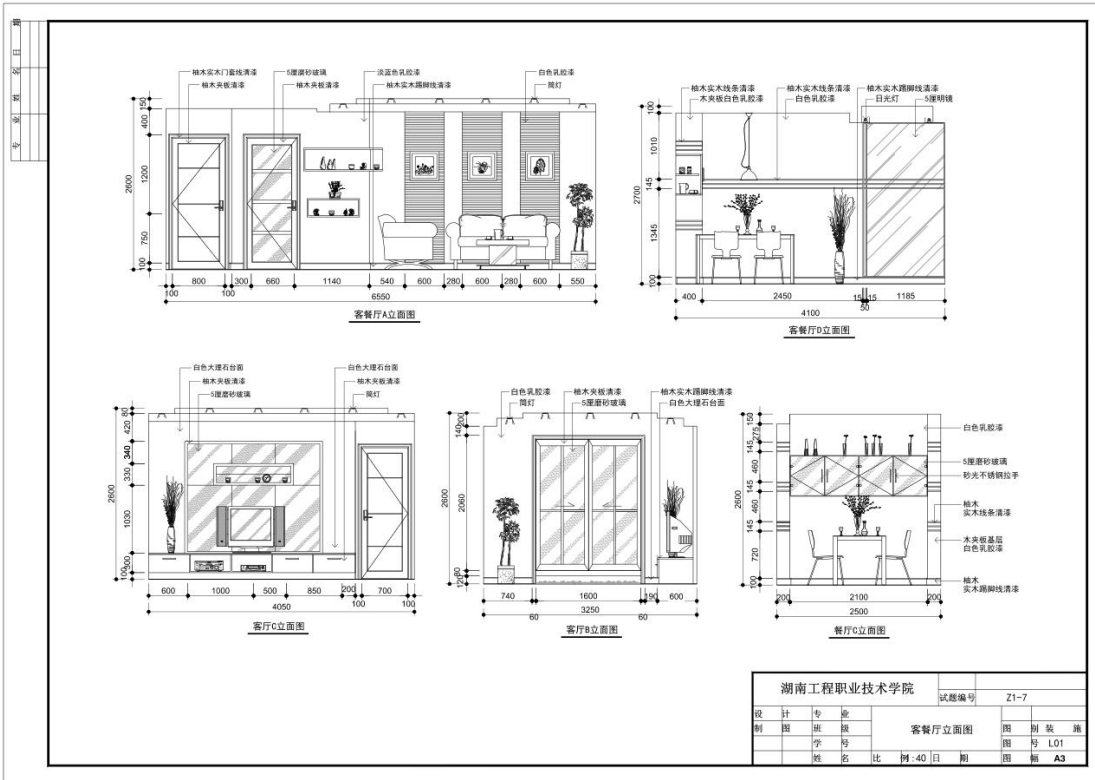 日 期
姓 名
专 业
柚木实木门套线清漆
柚木夹板清漆
5厘磨砂玻璃
柚木夹板清漆
淡蓝色乳胶漆
柚木实木踢脚线清漆
白色乳胶漆
筒灯
150
400
1200
750
100
2600
800 300 660 1140 540 600 280 600 280 600 550
100 100
6550
客餐厅A立面图
柚木实木线条清漆
木夹板白色乳胶漆
柚木实木线条清漆
白色乳胶漆
柚木实木踢脚线清漆
日光灯
5厘明镜
100
1010
145
1345
100
2700
400 2450 15 15 1185
50
4100
客餐厅D立面图
白色大理石台面
柚木夹板清漆
5厘磨砂玻璃
白色大理石台面
柚木夹板清漆
筒灯
80
420
340
330
1030
300
100
2600
600 1000 500 850 200 700
100
4050
客厅C立面图
白色乳胶漆
筒灯
柚木夹板清漆
5厘磨砂玻璃
柚木实木踢脚线清漆
白色大理石台面
200
140
2060
80
120
2600
740 1600 190 600
60 3250 60
客厅B立面图
白色乳胶漆
5厘磨砂玻璃
砂光不锈钢拉手
柚木
实木线条清漆
木夹板基层
白色乳胶漆
柚木
实木踢脚线清漆
150
275
145
460
145
460
145
720
100
2600
200 2100 200
2500
餐厅C立面图
湖南工程职业技术学院
试题编号 Z1-7
设 计 专 业
制 图 班 级 客餐厅立面图 图 别 装 施
学 号 图 号 L01
姓 名 比 例 1:40 日 期 图 幅 A3